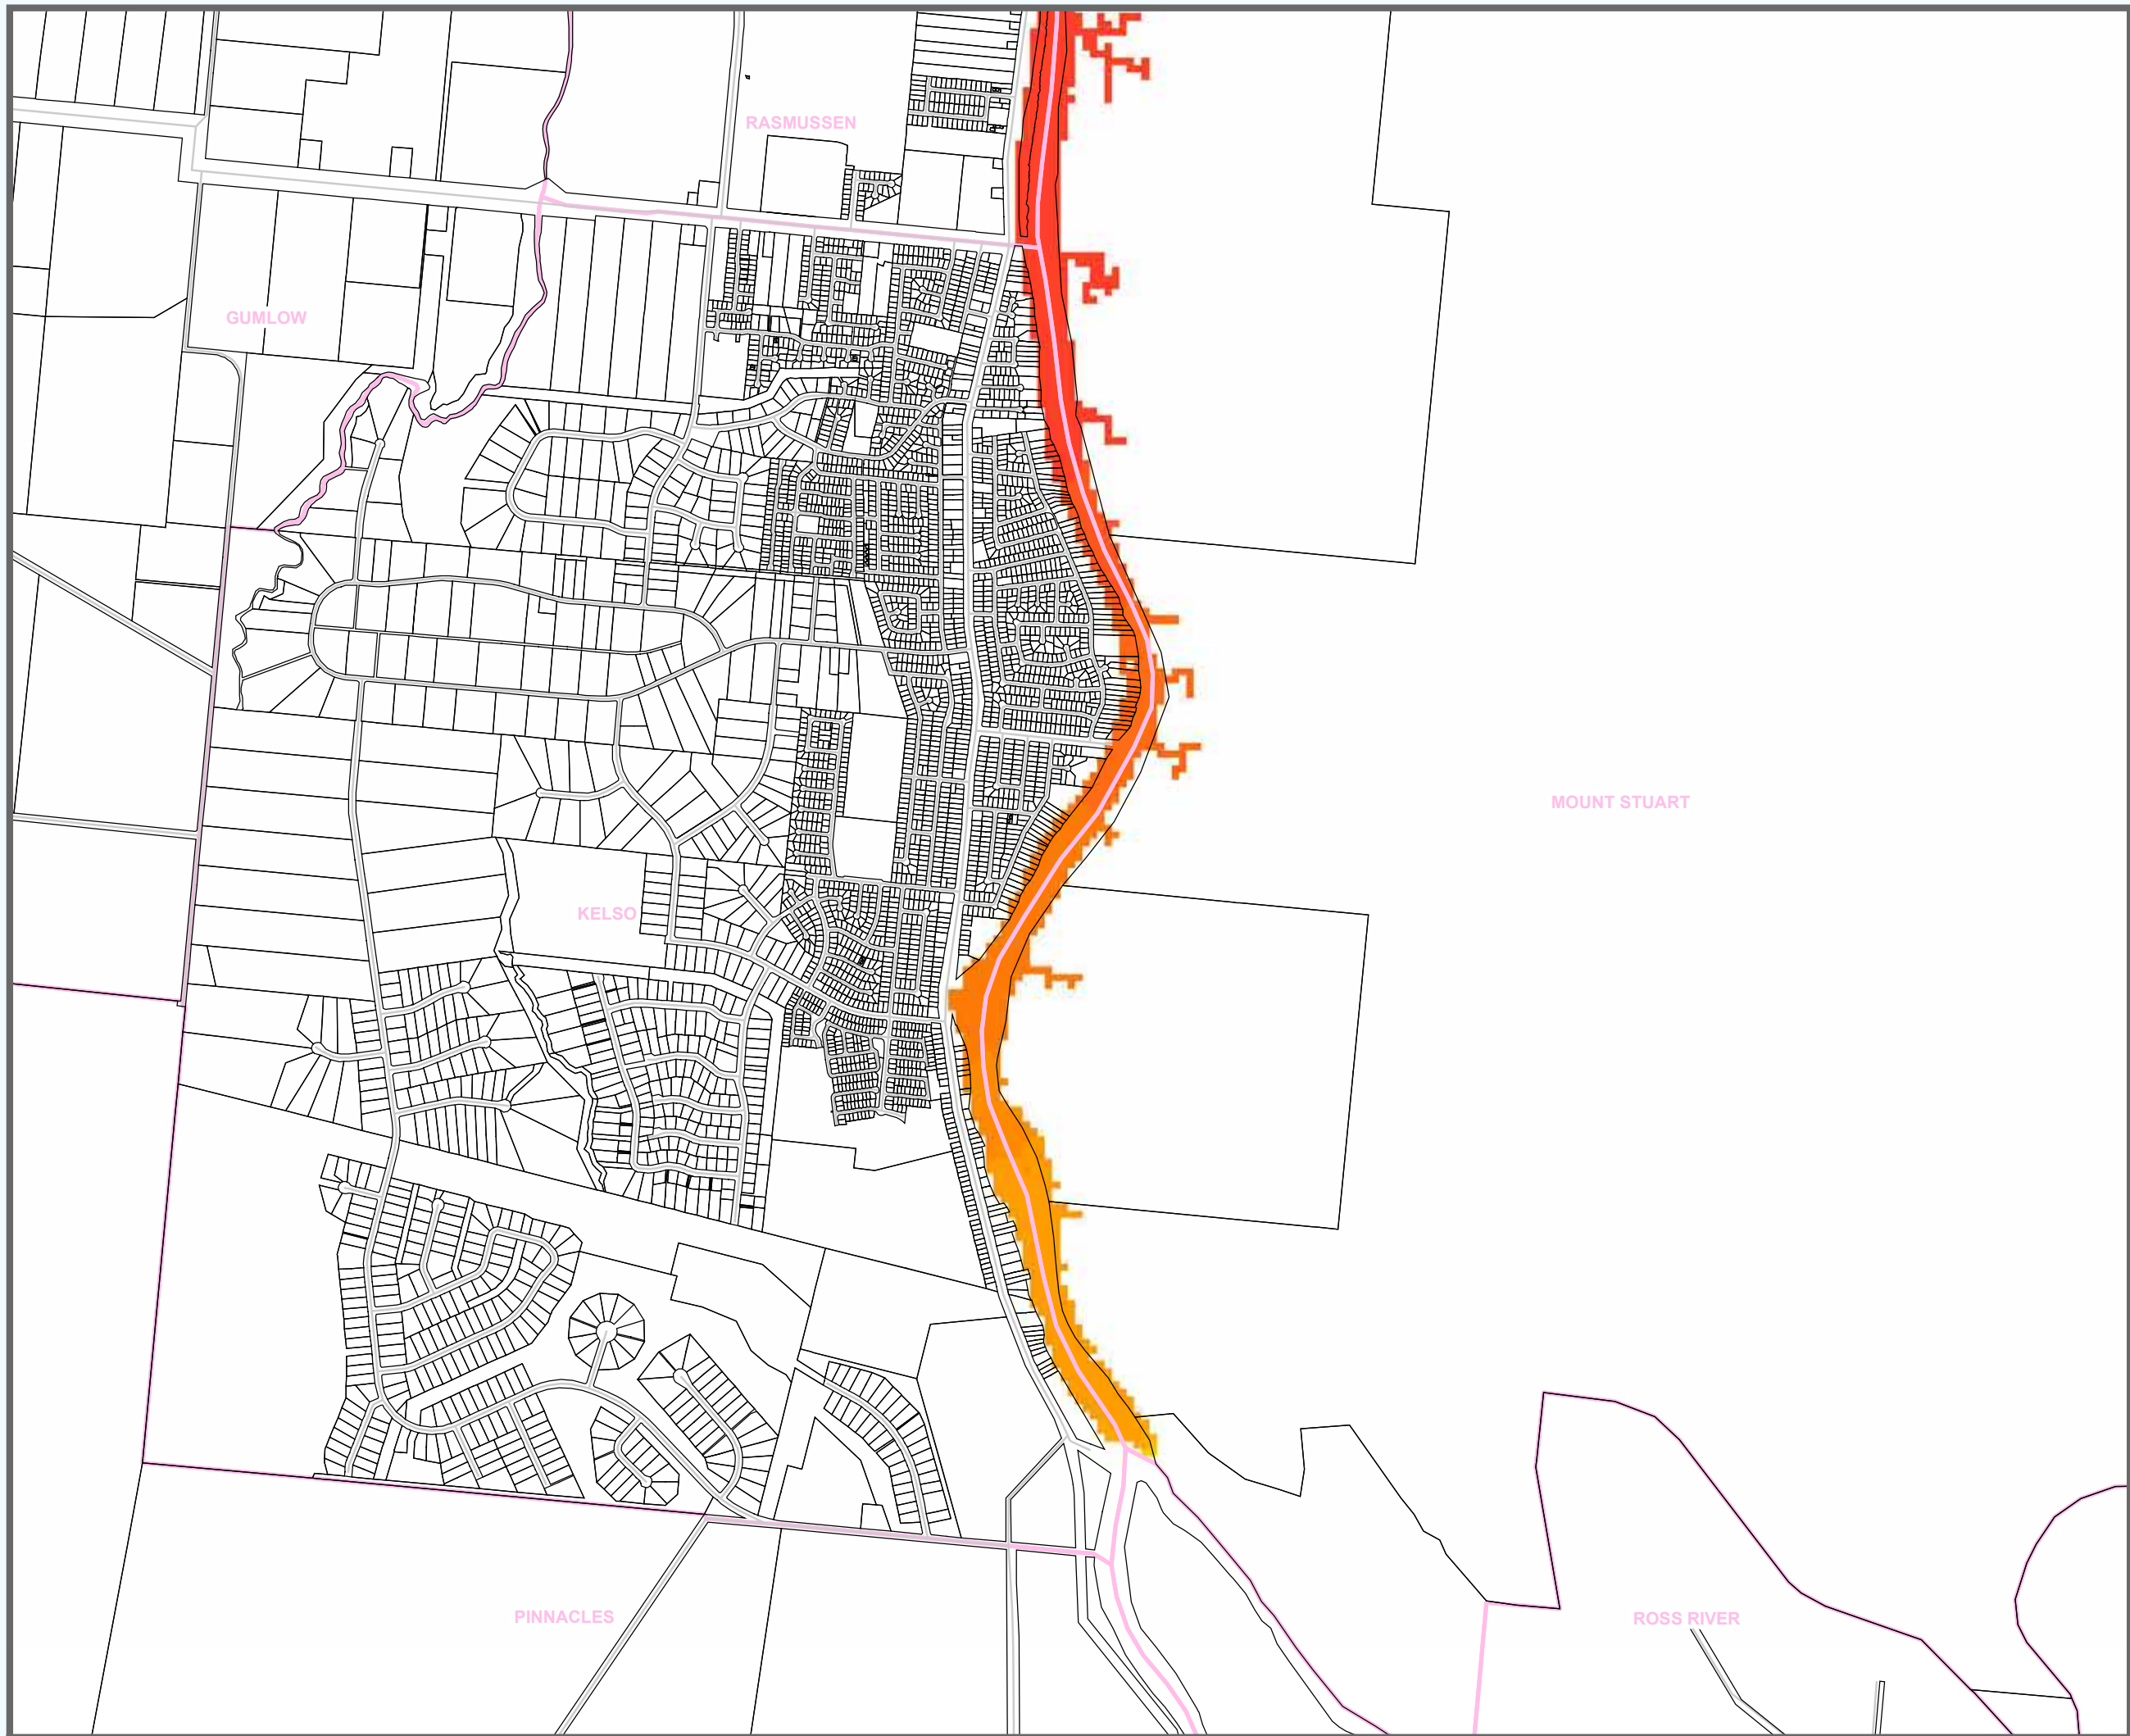 RASMUSSEN
GUMLOW
MOUNT STUART
KELSO
PINNACLES
ROSS RIVER